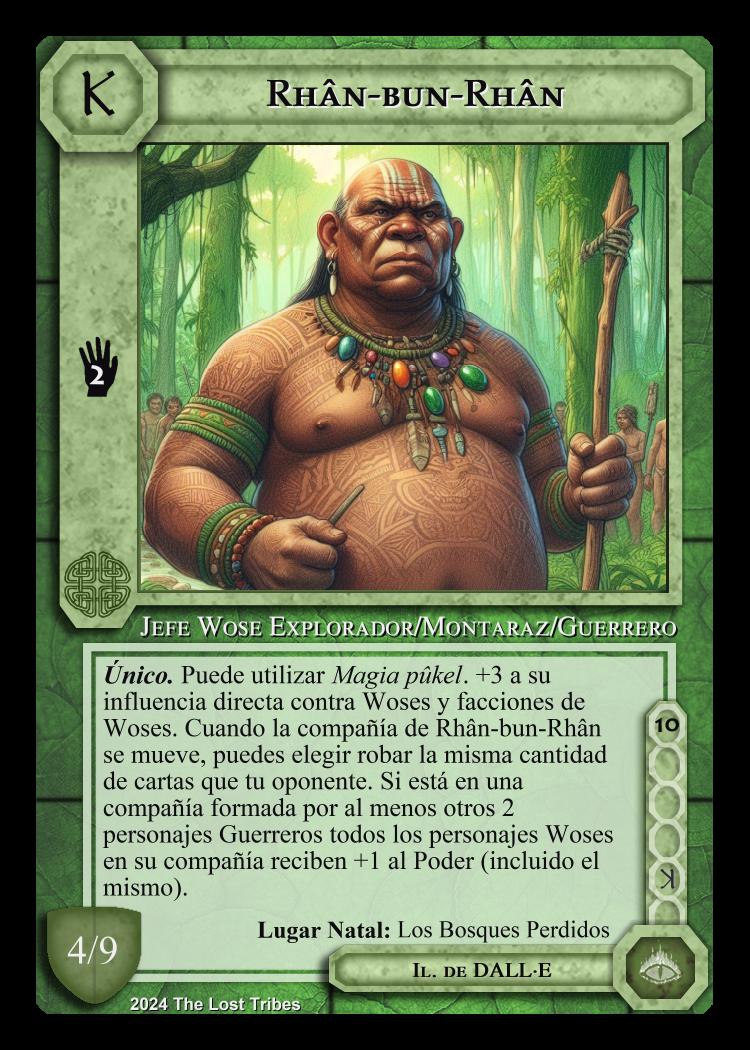 K
RHÂN-BUN-RHÂN
2
JEFE WOSE EXPLORADOR/MONTARAZ/GUERRERO
Único. Puede utilizar Magia pûkel. +3 a su
influencia directa contra Woses y facciones de
Woses. Cuando la compañía de Rhân-bun-Rhân
se mueve, puedes elegir robar la misma cantidad
de cartas que tu oponente. Si está en una
compañía formada por al menos otros 2
personajes Guerreros todos los personajes Woses
en su compañía reciben +1 al Poder (incluido el
mismo).
10
Lugar Natal: Los Bosques Perdidos
4/9
IL. DE DALL·E
2024 The Lost Tribes